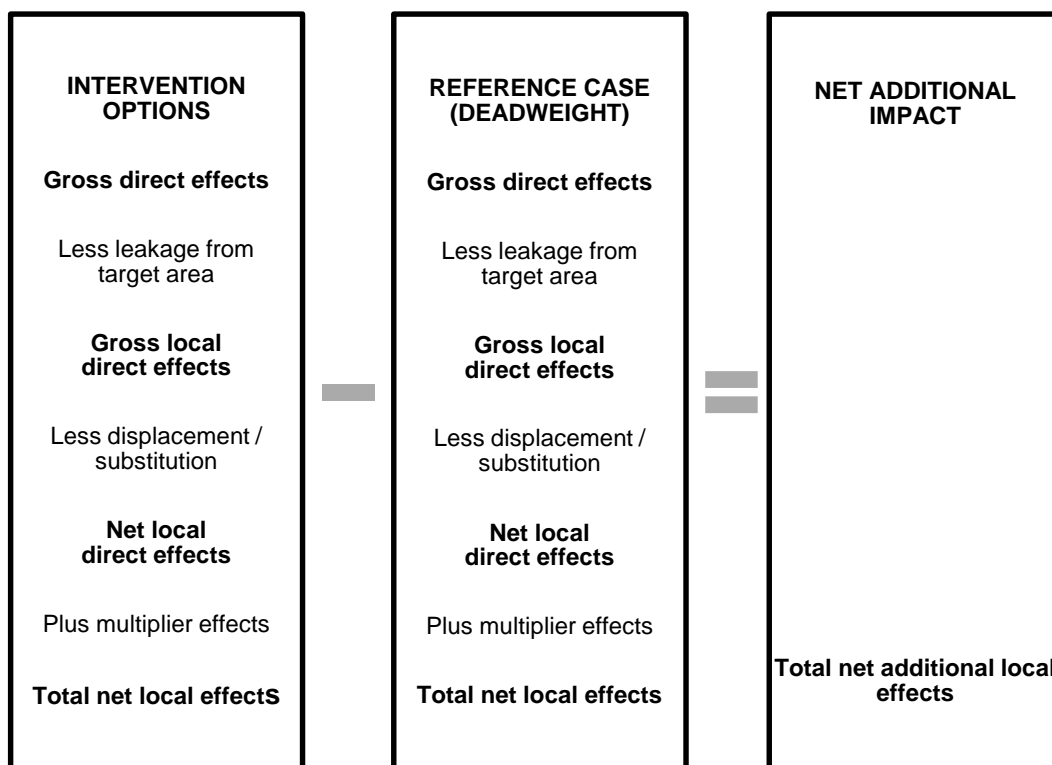 INTERVENTION
OPTIONS
Gross direct effects
Less leakage from
target area
Gross local
direct effects
Less displacement /
substitution
Net local
direct effects
Plus multiplier effects
Total net local effects
REFERENCE CASE
(DEADWEIGHT)
Gross direct effects
Less leakage from
target area
Gross local
direct effects
Less displacement /
substitution
Net local
direct effects
Plus multiplier effects
Total net local effects
NET ADDITIONAL
IMPACT
Total net additional local
effects